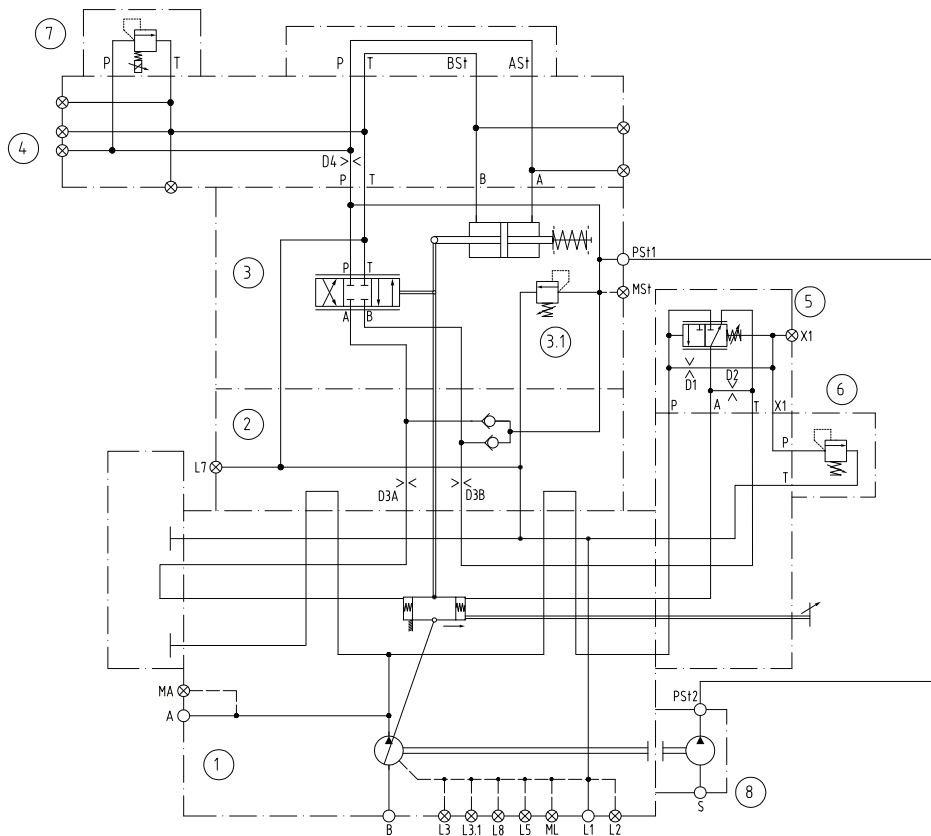 7
P T
P T BSt ASt
4
D4
P T B A
3
P T
A B
3.1
PSt1
MSt
5
X1
D1 D2
P A T X1
6
P
T
2
L7
D3A D3B
MA
A
1
PSt2
8
S
B L3 L3.1 L8 L5 ML L1 L2